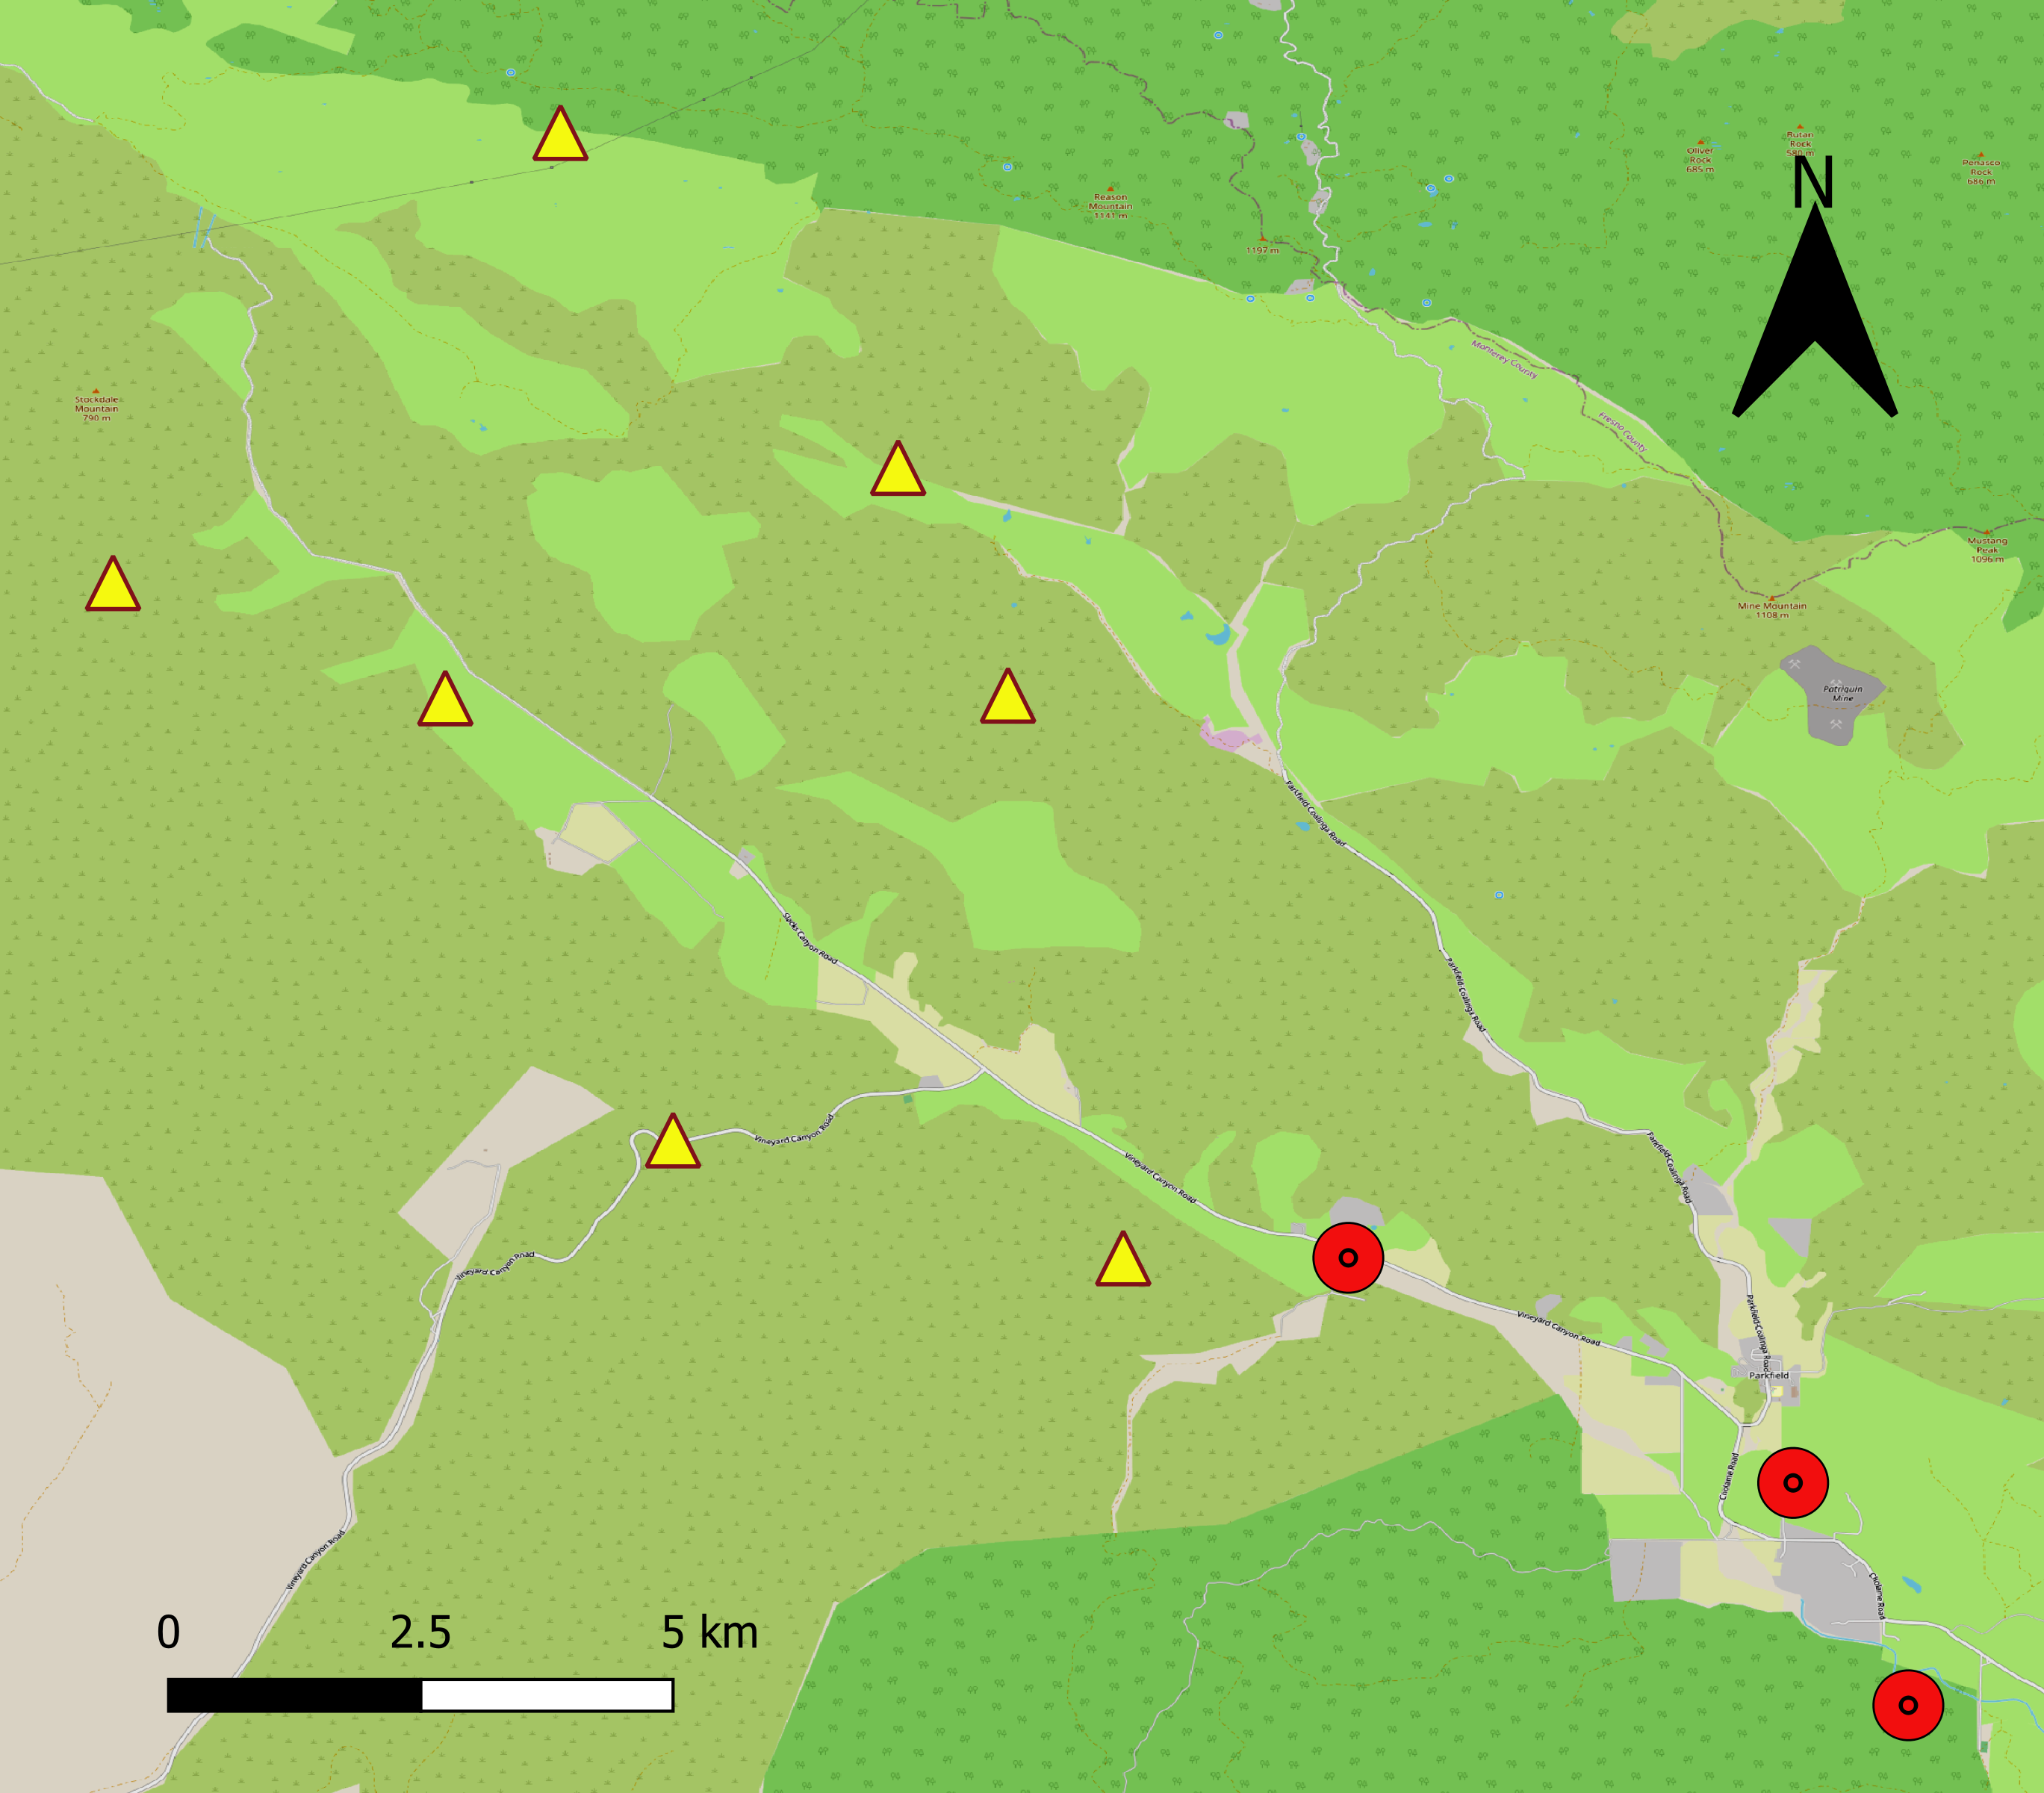 Rutan
Rock
580 m
Oliver
Rock
685 m
Penasco
Rock
686 m
N
Reason
Mountain
1141 m
1197 m
Monterey County
Fresno County
Stockdale
Mountain
790 m
Mustang
Peak
1096 m
Mine Mountain
1108 m
Patriquin
Mine
Parkfield-Coalinga Road
Slacks Canyon Road
Parkfield-Coalinga Road
Vineyard Canyon Road
Vineyard Canyon Road
Parkfield-Coalinga Road
Vineyard Canyon Road
Vineyard Canyon Road
Parkfield-Coalinga Road
Parkfield
Cholame Road
Vineyard Canyon Road
Cholame Road
0 2.5 5 km